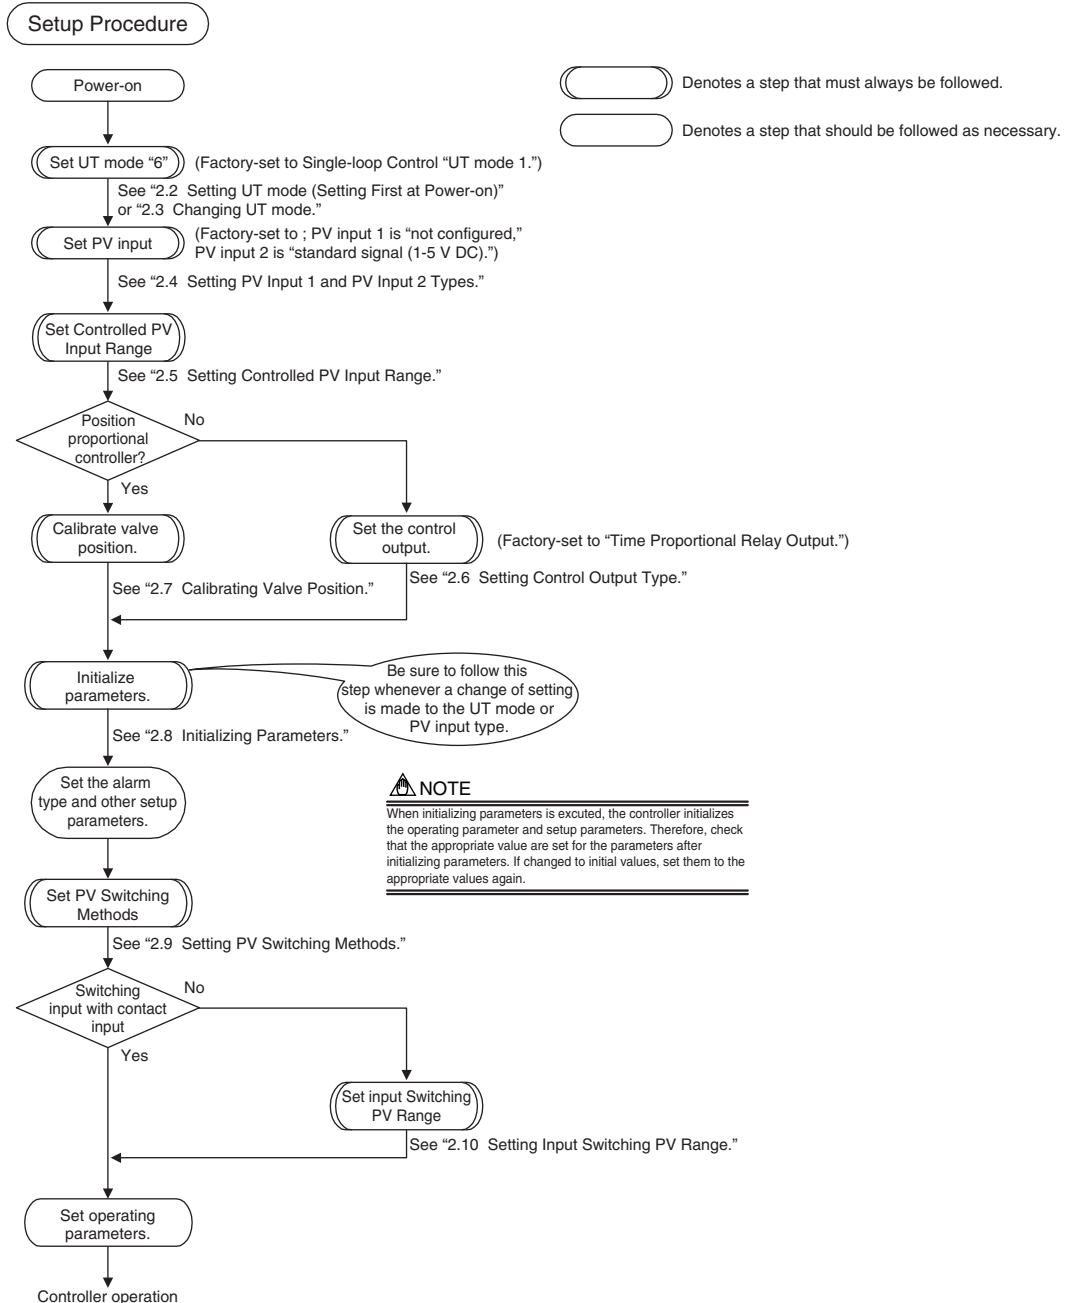 Setup Procedure
Power-on
Denotes a step that must always be followed.
Denotes a step that should be followed as necessary.
Set UT mode “6”
(Factory-set to Single-loop Control “UT mode 1.”)
See “2.2  Setting UT mode (Setting First at Power-on)”
or “2.3  Changing UT mode.”
Set PV input
(Factory-set to ; PV input 1 is “not configured,”
PV input 2 is “standard signal (1-5 V DC).”)
See “2.4  Setting PV Input 1 and PV Input 2 Types.”
Set Controlled PV
Input Range
See “2.5  Setting Controlled PV Input Range.”
Position
proportional
controller?
No
Yes
Calibrate valve
position.
Set the control
output.
(Factory-set to “Time Proportional Relay Output.”)
See “2.7  Calibrating Valve Position.”
See “2.6  Setting Control Output Type.”
Initialize
parameters.
Be sure to follow this
step whenever a change of setting
is made to the UT mode or
PV input type.
See “2.8  Initializing Parameters.”
Set the alarm
type and other setup
parameters.
NOTE
When initializing parameters is excuted, the controller initializes
the operating parameter and setup parameters. Therefore, check
that the appropriate value are set for the parameters after
initializing parameters. If changed to initial values, set them to the
appropriate values again.
Set PV Switching
Methods
See “2.9  Setting PV Switching Methods.”
Switching
input with contact
input
No
Yes
Set input Switching
PV Range
See “2.10  Setting Input Switching PV Range.”
Set operating
parameters.
Controller operation